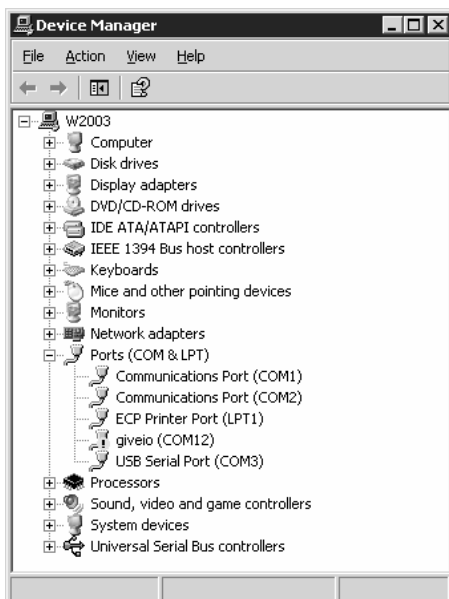 Device Manager
File Action View Help
W2003
Computer
Disk drives
Display adapters
DVD/CD-ROM drives
IDE ATA/ATAPI controllers
IEEE 1394 Bus host controllers
Keyboards
Mice and other pointing devices
Monitors
Network adapters
Ports (COM & LPT)
Communications Port (COM1)
Communications Port (COM2)
ECP Printer Port (LPT1)
giveio (COM12)
USB Serial Port (COM3)
Processors
Sound, video and game controllers
System devices
Universal Serial Bus controllers